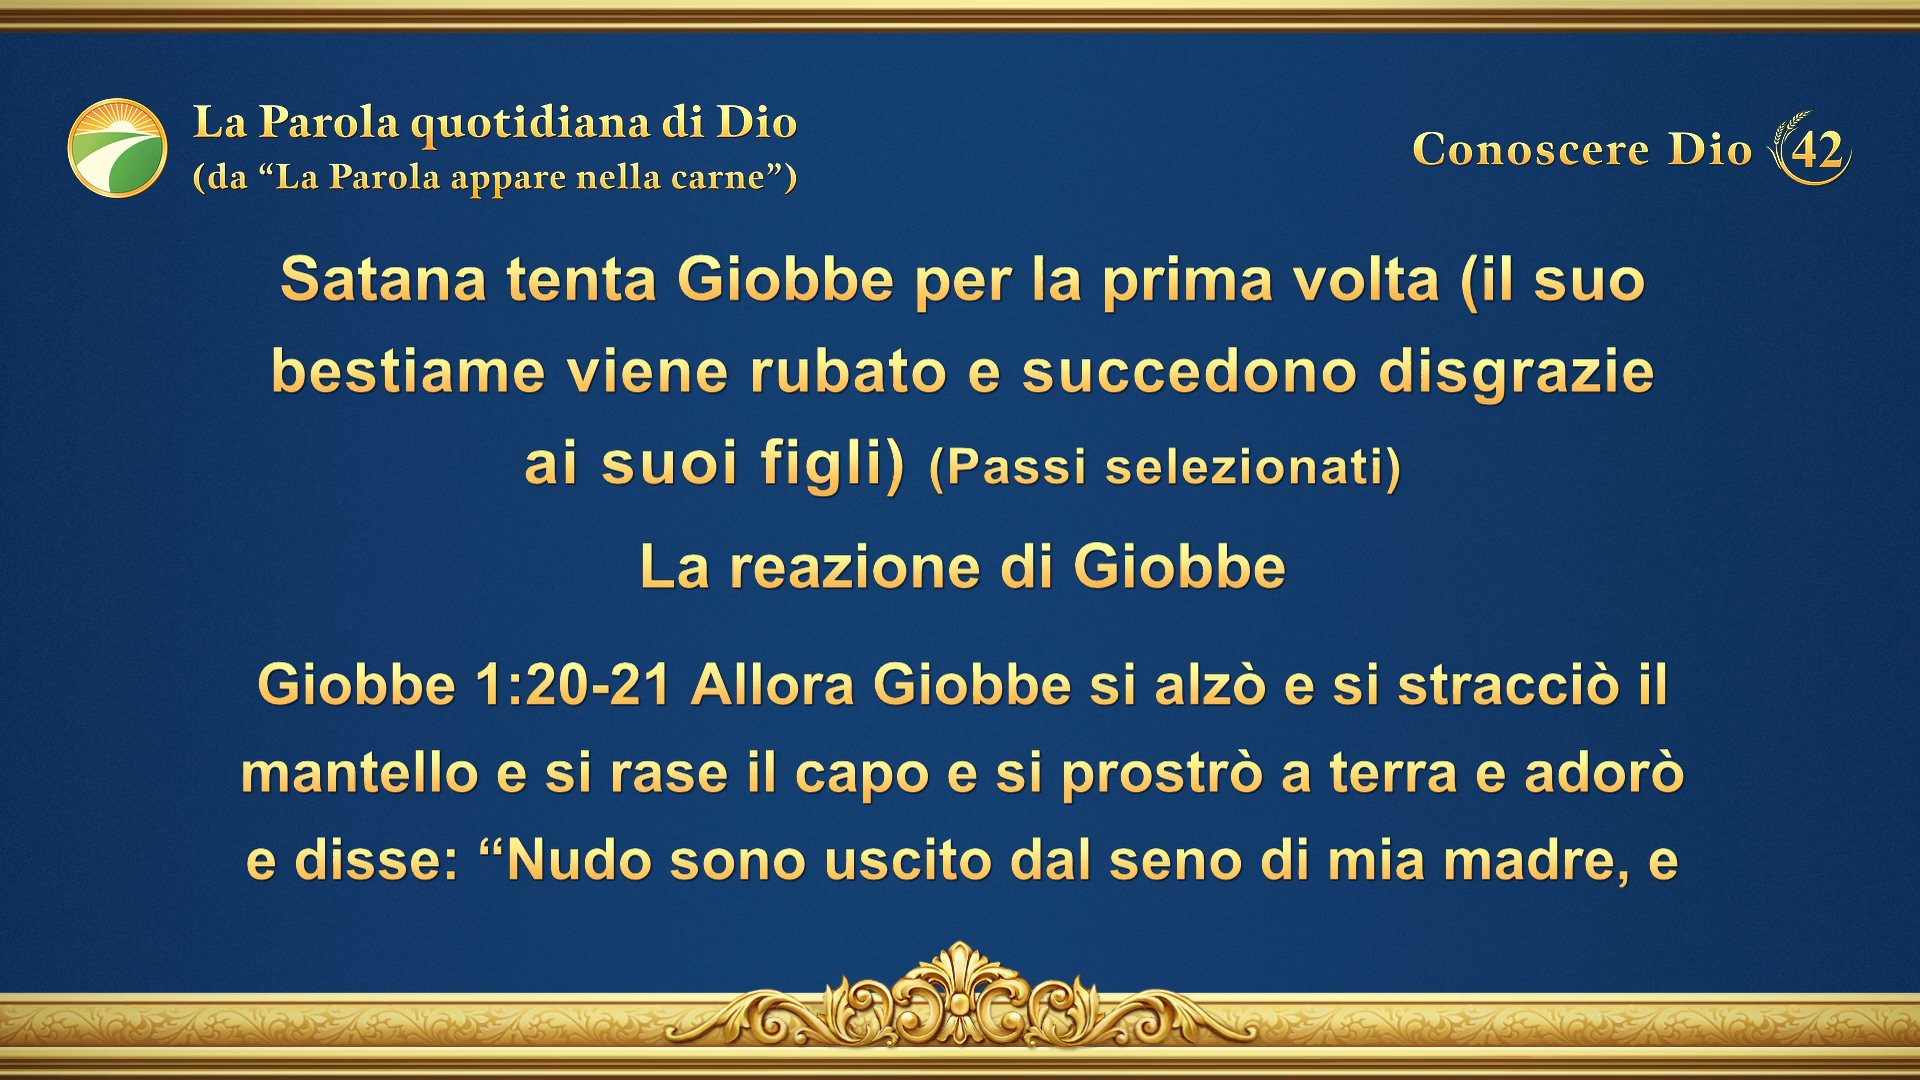 La Parola quotidiana di Dio
(da “La Parola appare nella carne”)
Conoscere Dio 42
Satana tenta Giobbe per la prima volta (il suo
bestiame viene rubato e succedono disgrazie
ai suoi figli) (Passi selezionati)
La reazione di Giobbe
Giobbe 1:20-21 Allora Giobbe si alzò e si stracciò il
mantello e si rase il capo e si prostrò a terra e adorò
e disse: “Nudo sono uscito dal seno di mia madre, e